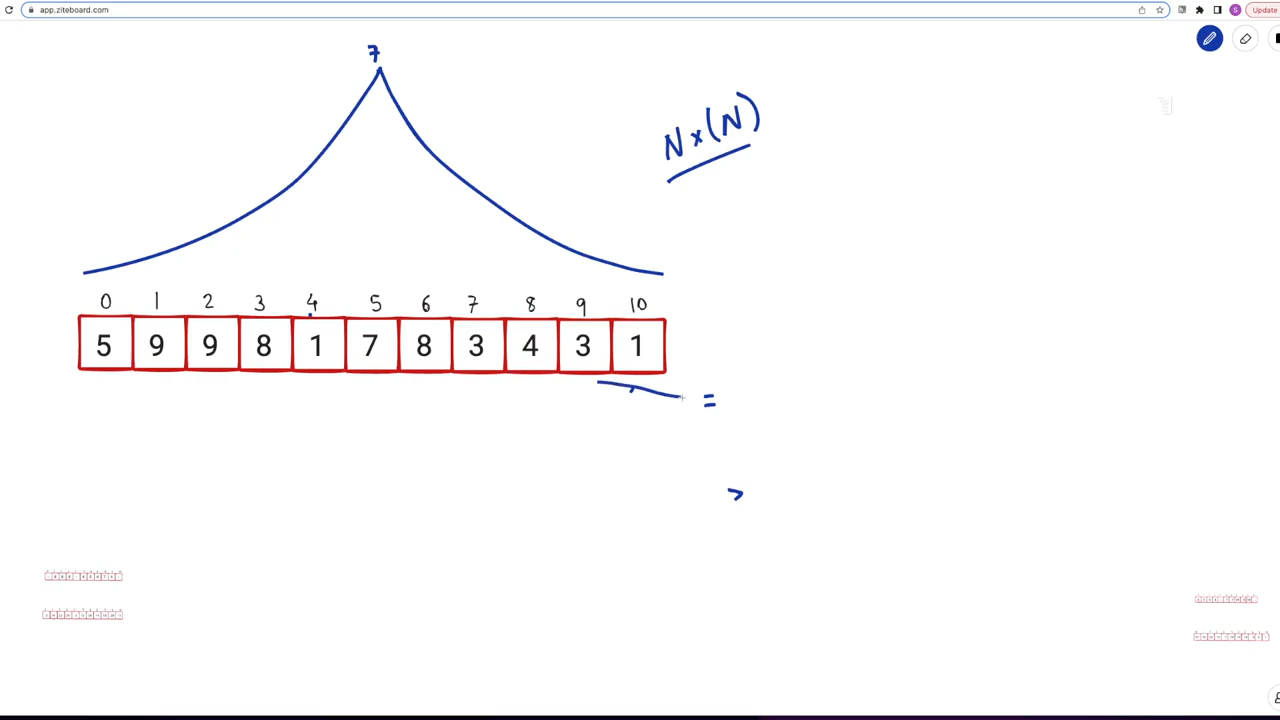 app.ziteboard.com
S
Update
7
N×(N)
0 1 2 3 4 5 6 7 8 9 10
5 9 9 8 1 7 8 3 4 3 1
=
>